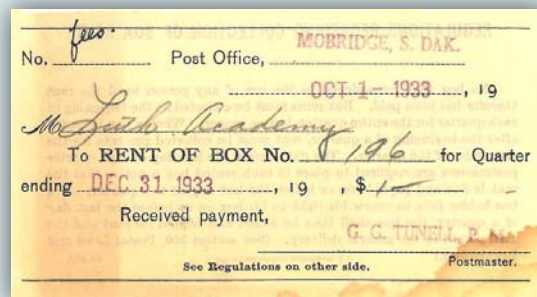 fees.
No. Post Office, MOBRIDGE, S. DAK.
OCT 1 - 1933, 19
M Luth Academy
To RENT OF BOX No. 196 for Quarter
ending DEC 31 1933, 19 , $ 1 —
Received payment,
G. G. TUNELL, P. M.
Postmaster.
See Regulations on other side.